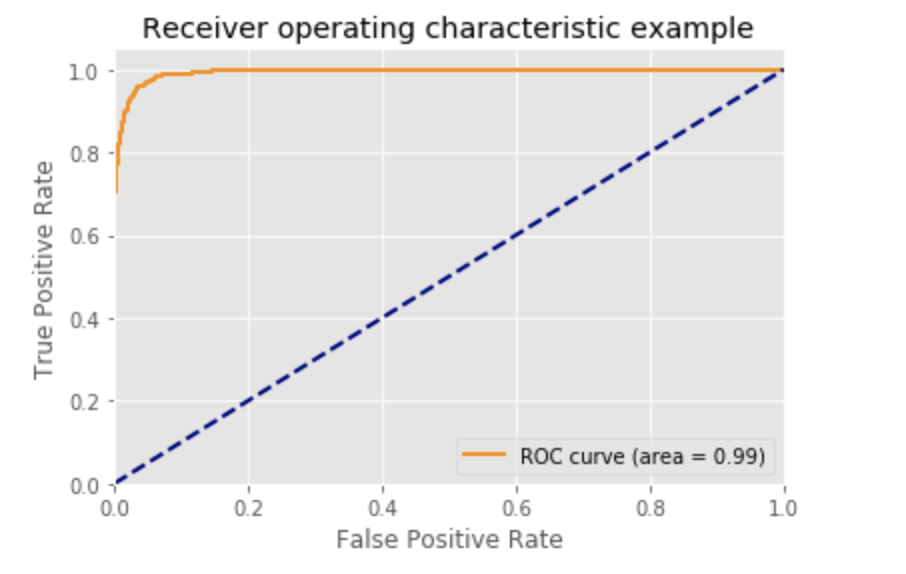 Receiver operating characteristic example
True Positive Rate
1.0
0.8
0.6
0.4
0.2
0.0
ROC curve (area = 0.99)
0.0 0.2 0.4 0.6 0.8 1.0
False Positive Rate